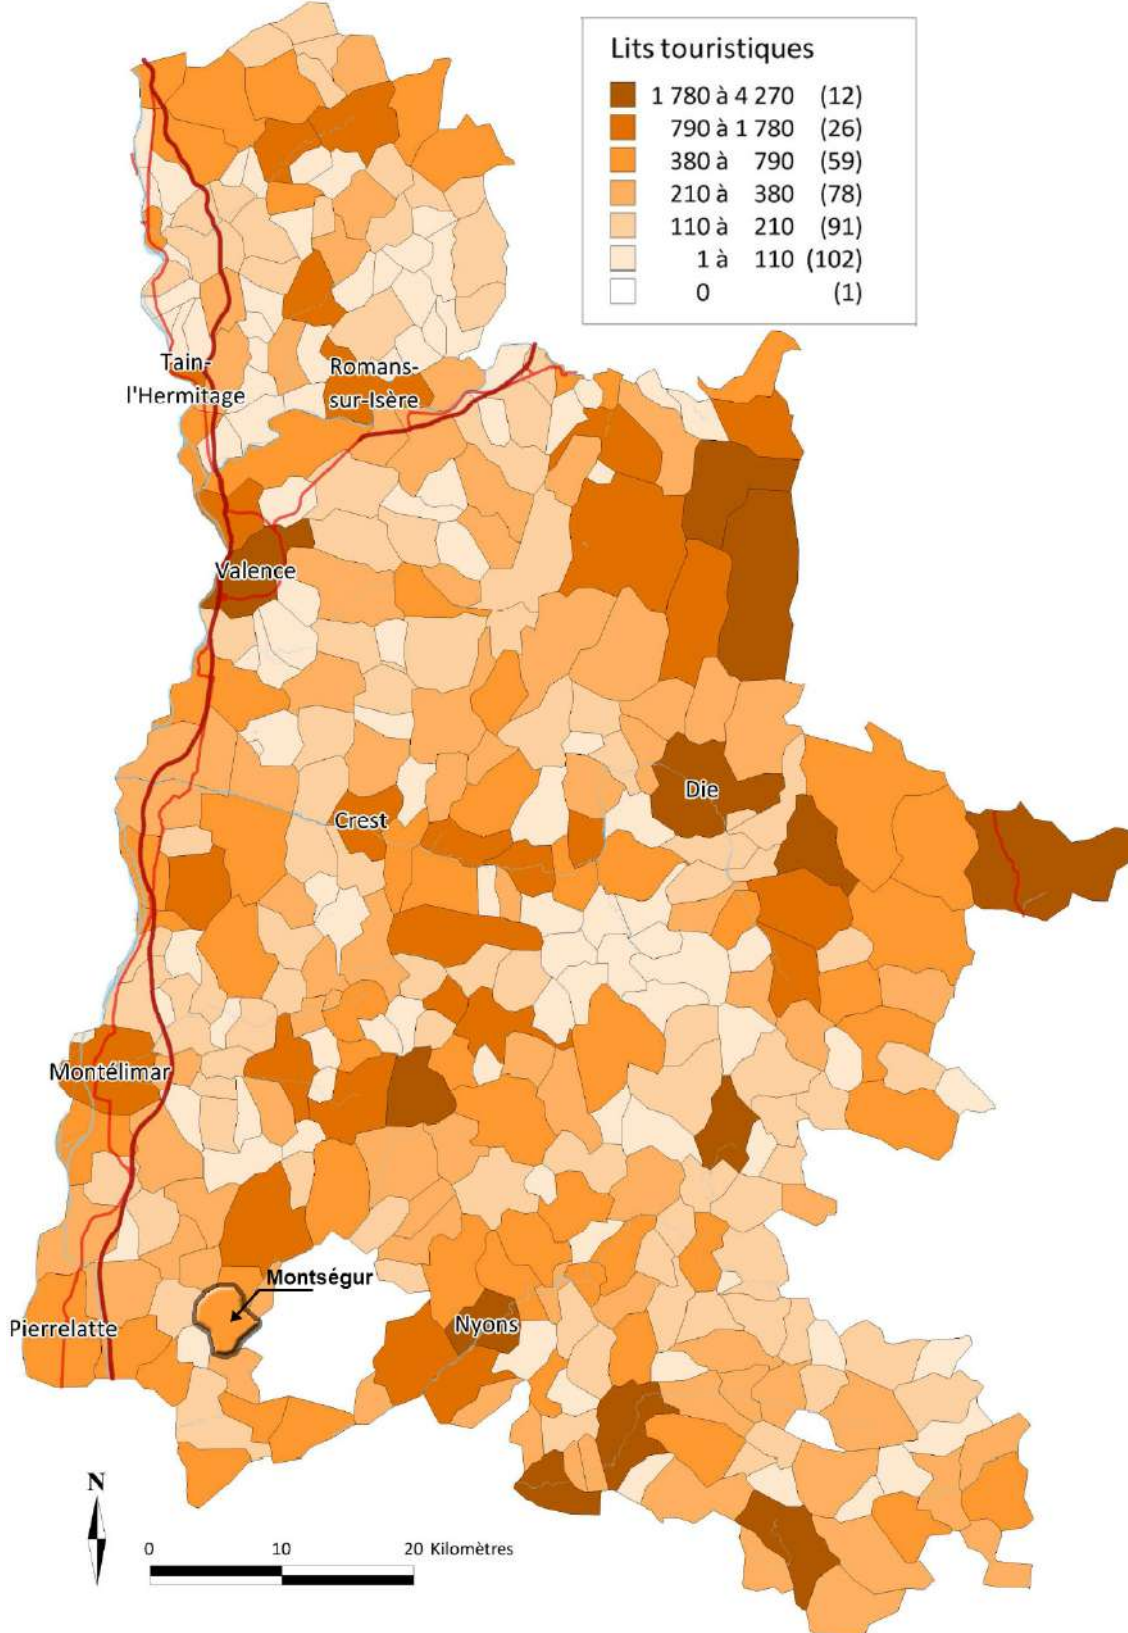 Lits touristiques
1 780 à 4 270 (12)
790 à 1 780 (26)
380 à 790 (59)
210 à 380 (78)
110 à 210 (91)
1 à 110 (102)
0 (1)
Tain-
l'Hermitage
Romans-
sur-Isère
Valence
Die
Crest
Montélimar
Montségur
Pierrelatte
Nyons
N
0 10 20 Kilomètres